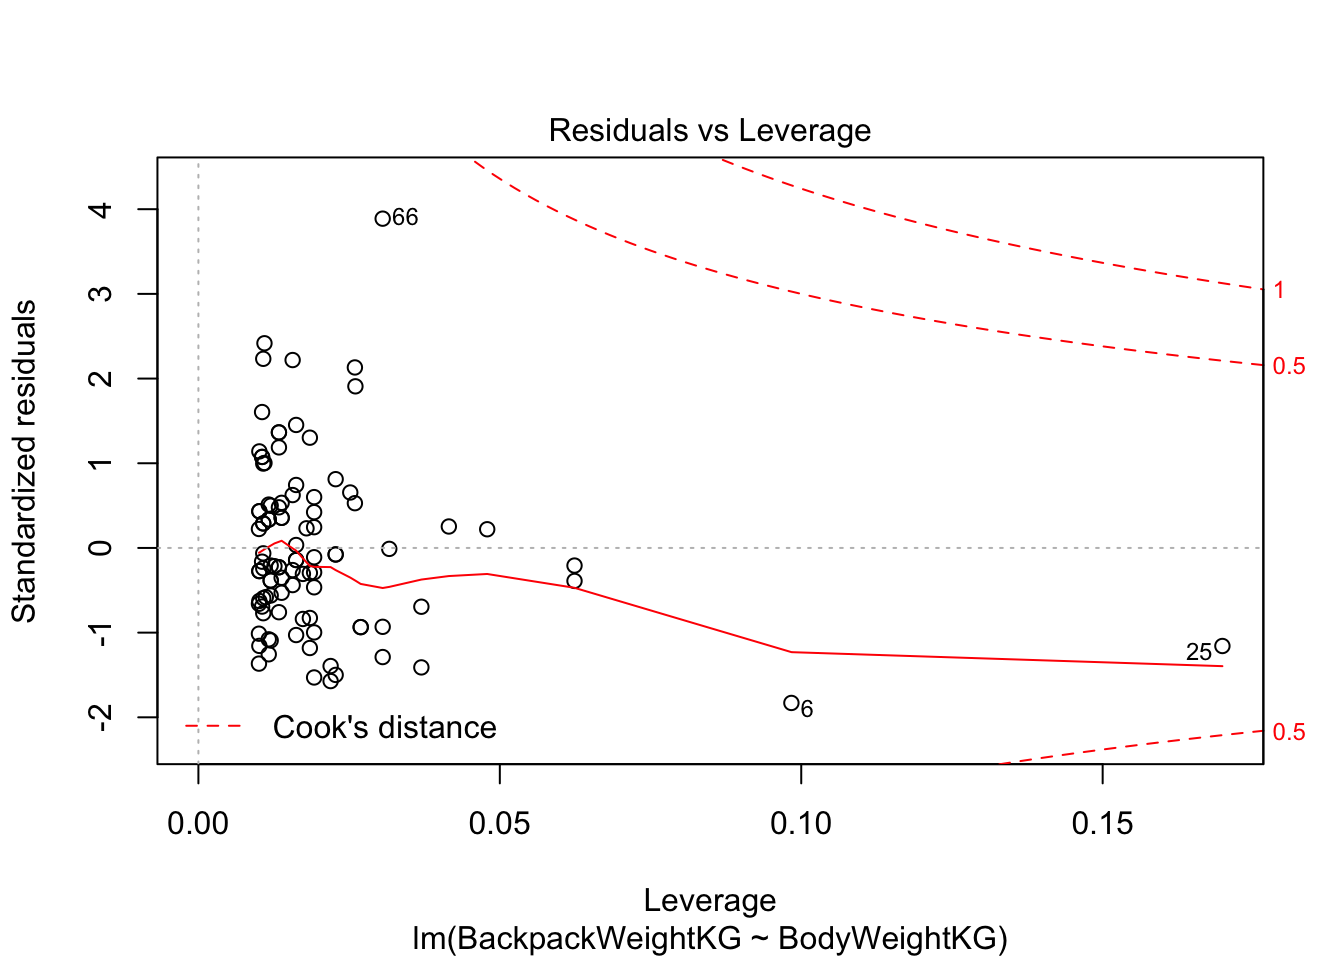 Residuals vs Leverage
Standardized residuals
4
3
2
1
0
-1
-2
66
25
6
1
0.5
0.5
Cook's distance
0.00 0.05 0.10 0.15
Leverage
lm(BackpackWeightKG ~ BodyWeightKG)